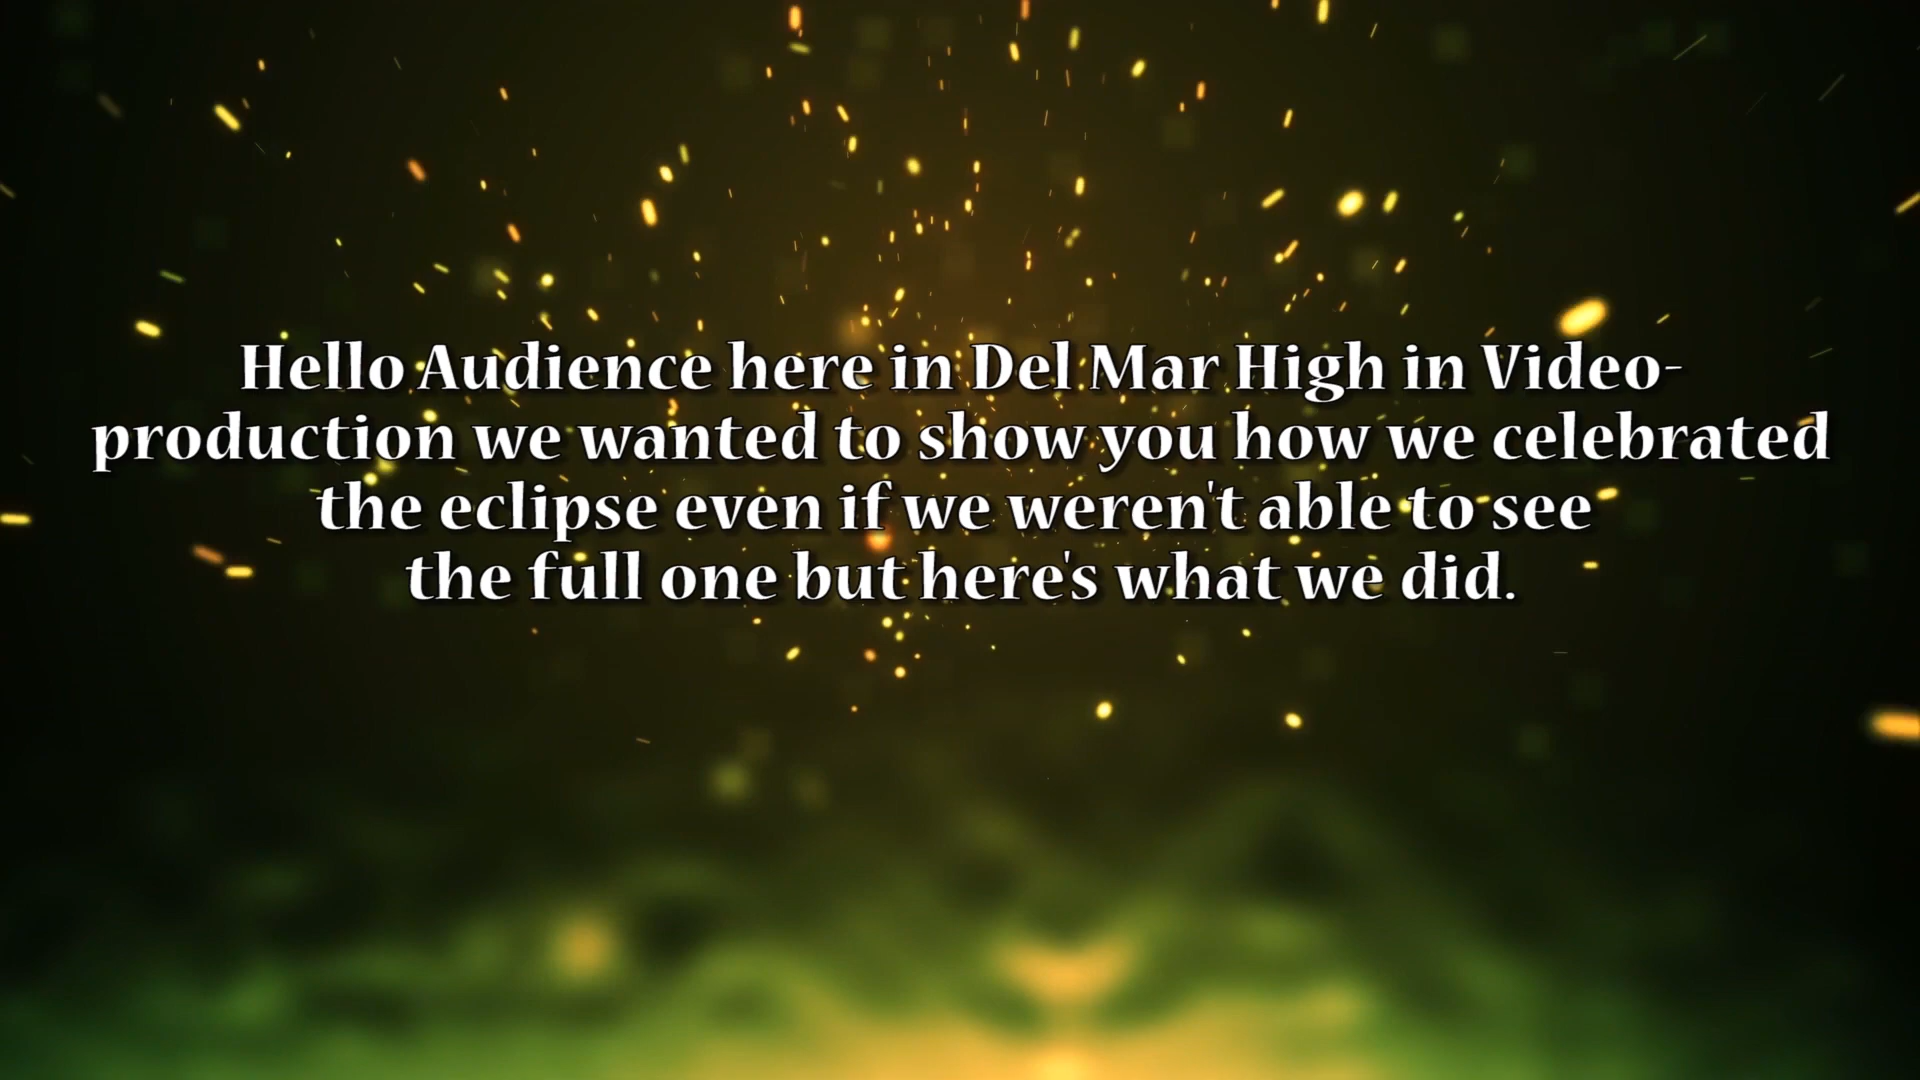 Hello Audience here in Del Mar High in Video-
production we wanted to show you how we celebrated
the eclipse even if we weren't able to see
the full one but here's what we did.